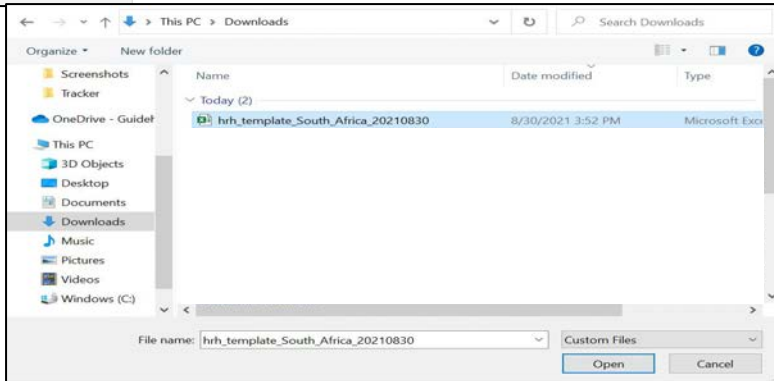 This PC > Downloads
Search Downloads
Organize
New folder
Screenshots
Tracker
OneDrive - Guideh
This PC
3D Objects
Desktop
Documents
Downloads
Music
Pictures
Videos
Windows (C:)
Name
Date modified
Type
Today (2)
hrh_template_South_Africa_20210830
8/30/2021 3:52 PM
Microsoft Exce
File name:
hrh_template_South_Africa_20210830
Custom Files
Open
Cancel